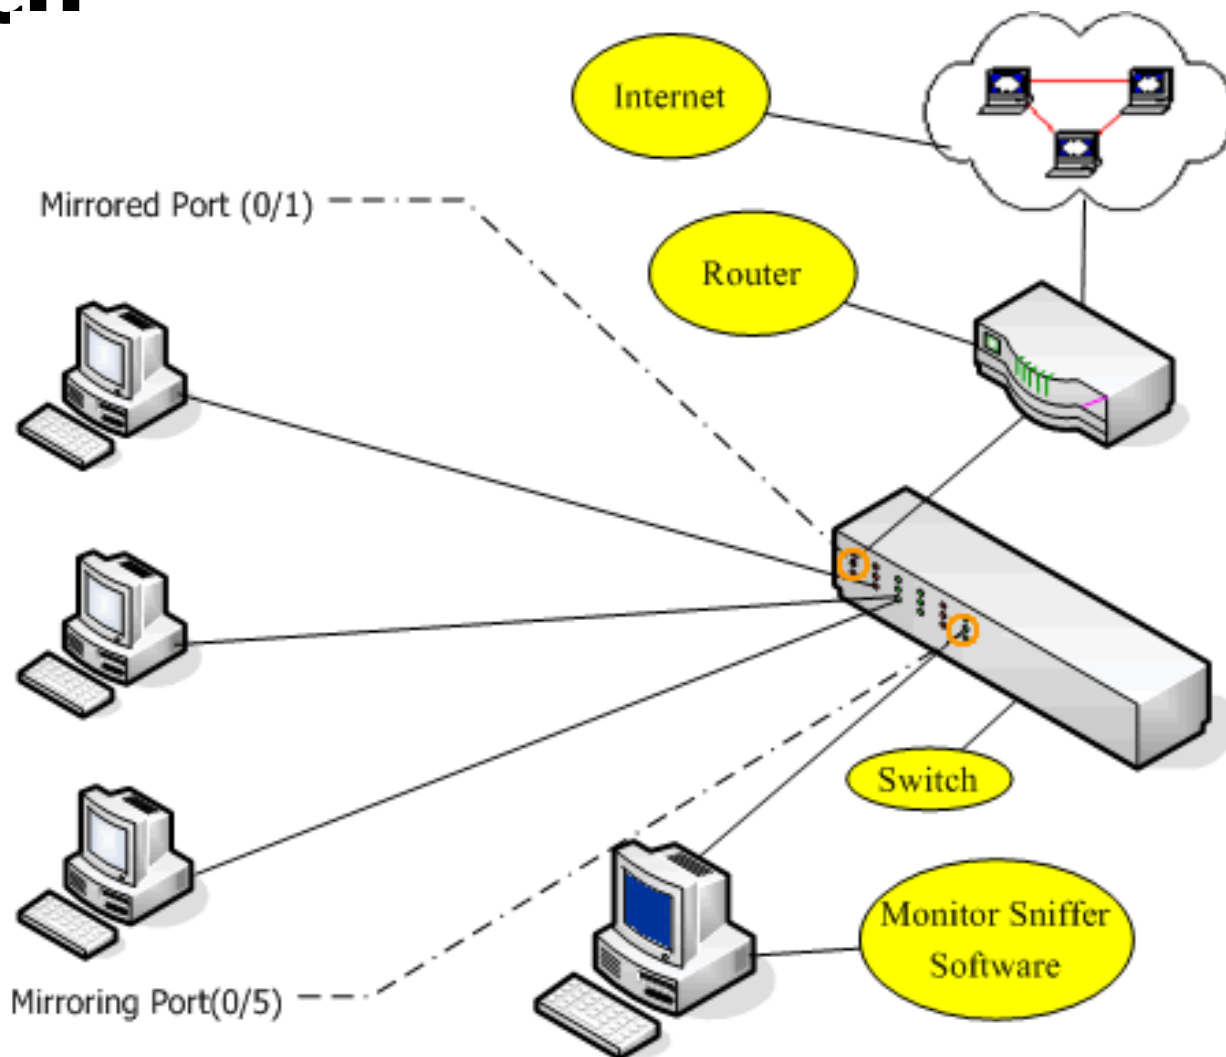 Internet
Mirrored Port (0/1)
Router
Switch
Monitor Sniffer
Software
Mirroring Port(0/5)